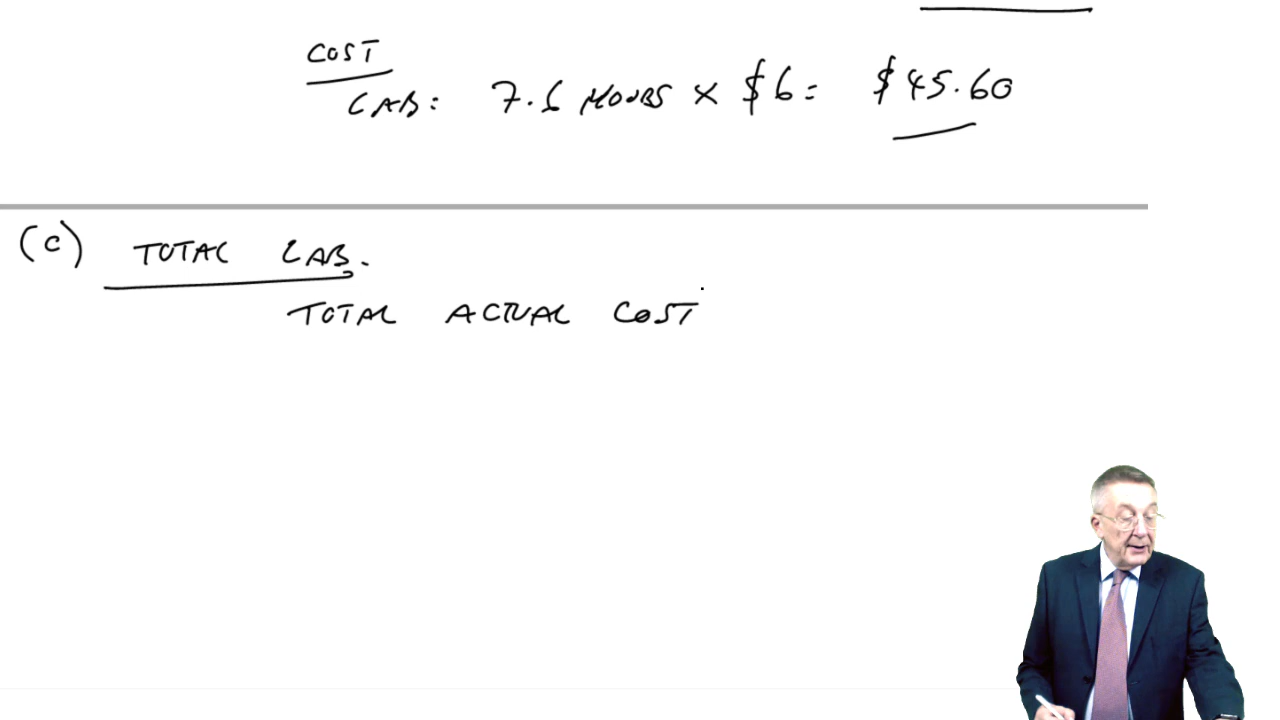 COST
LAB: 7.6 HOURS × $6 = $45.60
(C) TOTAL LAB.
TOTAL ACTUAL COST